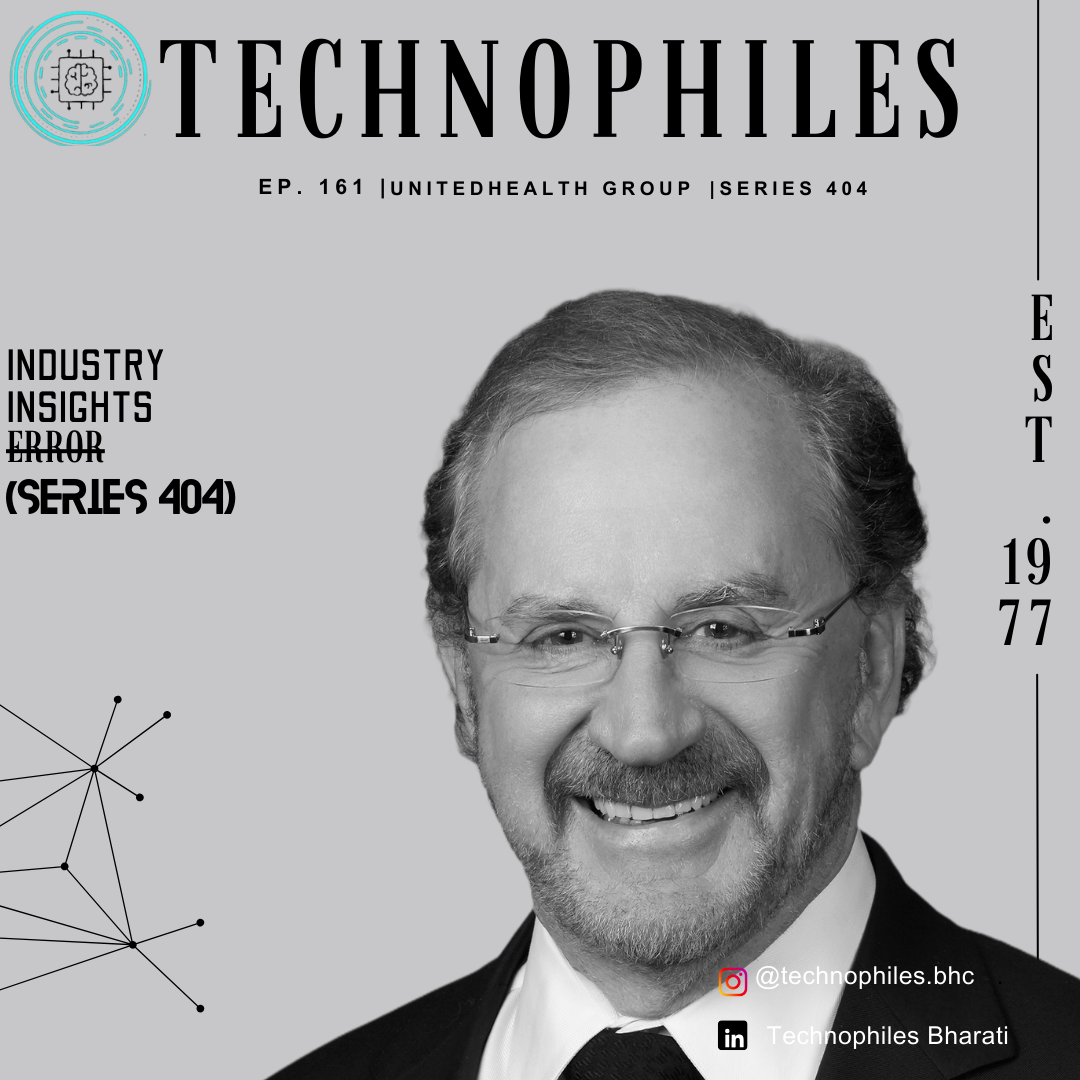 TECHNOPHILES
EP. 161 |UNITEDHEALTH GROUP |SERIES 404
INDUSTRY
INSIGHTS
ERROR
(SERIES 404)
E
S
T
.
19
77
@technophiles.bhc
Technophiles Bharati